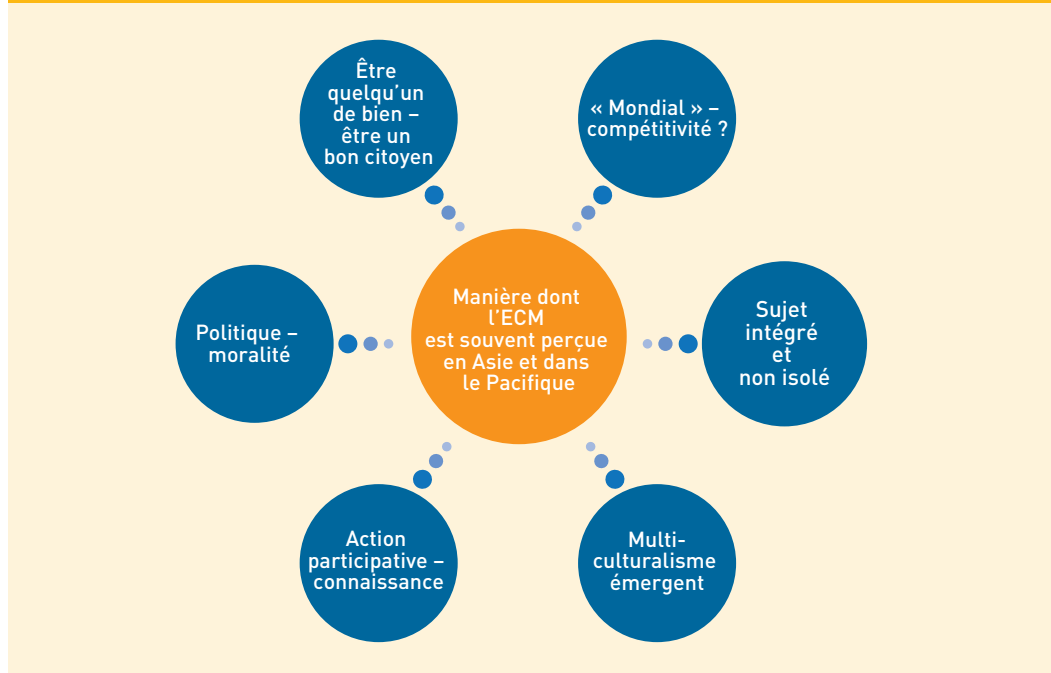 Être
quelqu’un
de bien –
être un
bon citoyen
« Mondial » –
compétitivité ?
Manière dont
l’ECM
est souvent perçue
en Asie et dans
le Pacifique
Politique –
moralité
Sujet
intégré
et
non isolé
Action
participative –
connaissance
Multi-
culturalisme
émergent